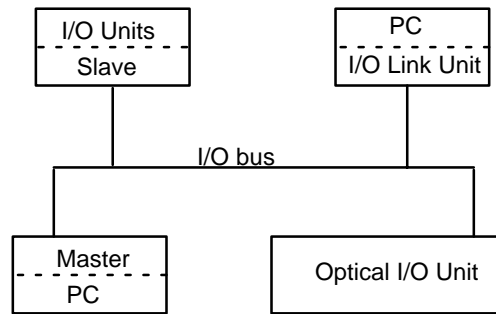 I/O Units
Slave
PC
I/O Link Unit
I/O bus
Master
PC
Optical I/O Unit